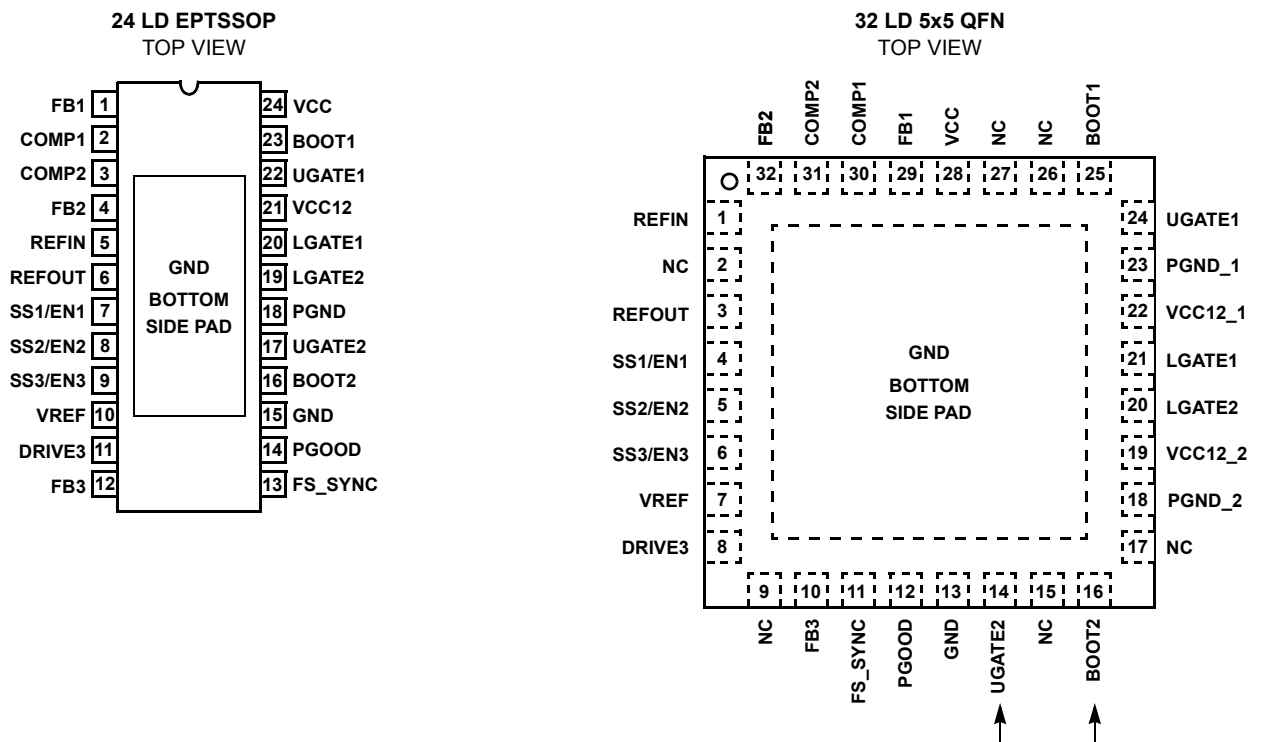 24 LD EPTSSOP
TOP VIEW
FB1 1
COMP1 2
COMP2 3
FB2 4
REFIN 5
REFOUT 6
SS1/EN1 7
SS2/EN2 8
SS3/EN3 9
VREF 10
DRIVE3 11
FB3 12
24 VCC
23 BOOT1
22 UGATE1
21 VCC12
20 LGATE1
19 LGATE2
18 PGND
17 UGATE2
16 BOOT2
15 GND
14 PGOOD
13 FS_SYNC
GND
BOTTOM
SIDE PAD
32 LD 5x5 QFN
TOP VIEW
FB2 COMP2 COMP1 FB1 VCC NC NC BOOT1
32 31 30 29 28 27 26 25
REFIN 1
NC 2
REFOUT 3
SS1/EN1 4
SS2/EN2 5
SS3/EN3 6
VREF 7
DRIVE3 8
GND
BOTTOM
SIDE PAD
24 UGATE1
23 PGND_1
22 VCC12_1
21 LGATE1
20 LGATE2
19 VCC12_2
18 PGND_2
17 NC
9 10 11 12 13 14 15 16
NC FB3 FS_SYNC PGOOD GND UGATE2 NC BOOT2